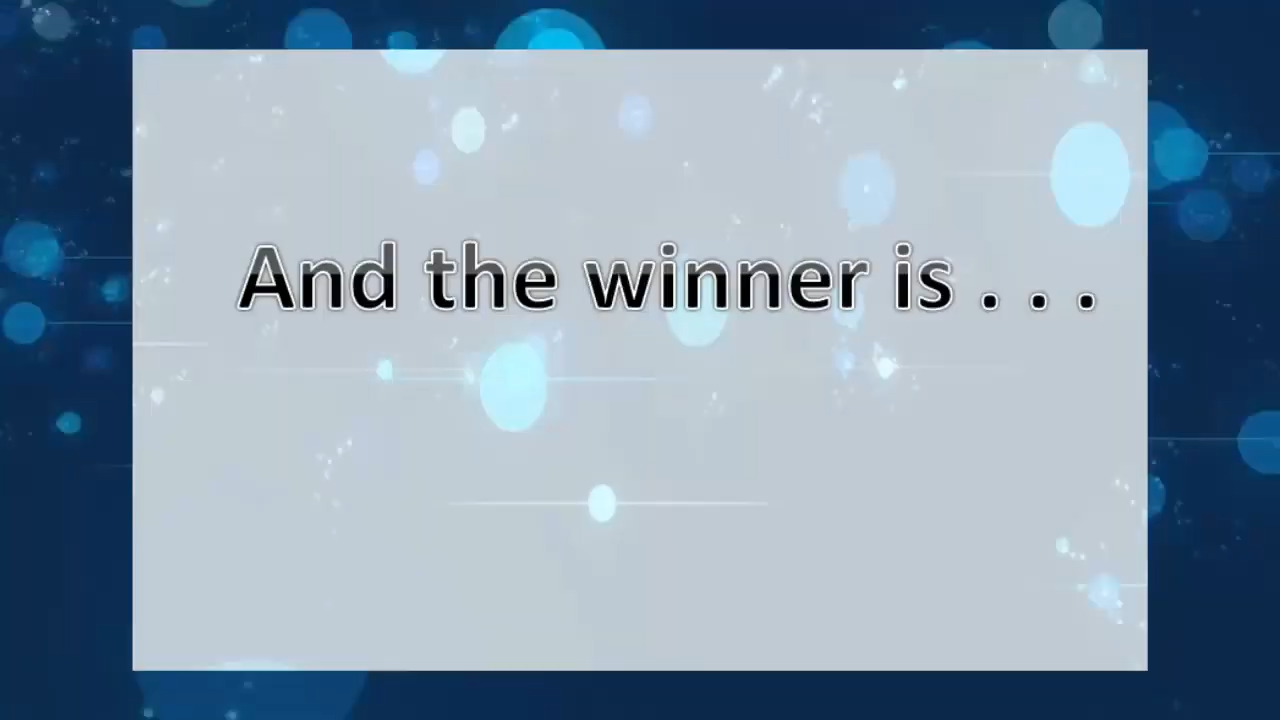 And the winner is . . .